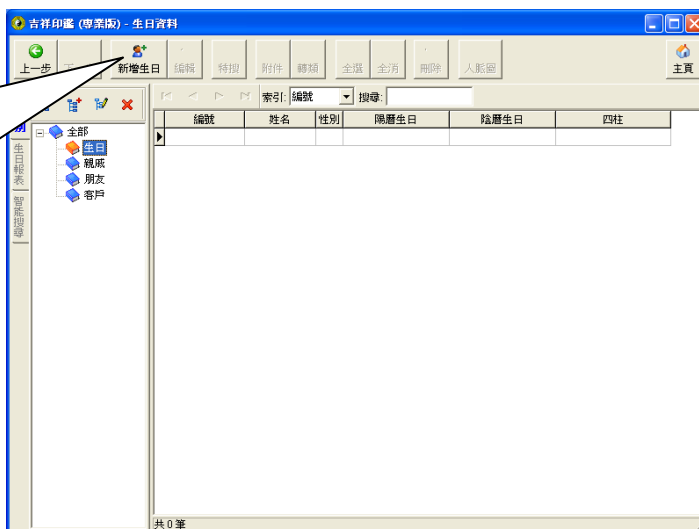 吉祥印鑑 (專業版) - 生日資料
上一步 新增生日 編輯 特搜 附件 轉類 全選 全消 刪除 人脈圈 主頁
索引: 編號 搜尋:
編號 姓名 性別 陽曆生日 陰曆生日 四柱
別
生日報表
智能搜尋
全部
生日
親戚
朋友
客戶
共 0 筆